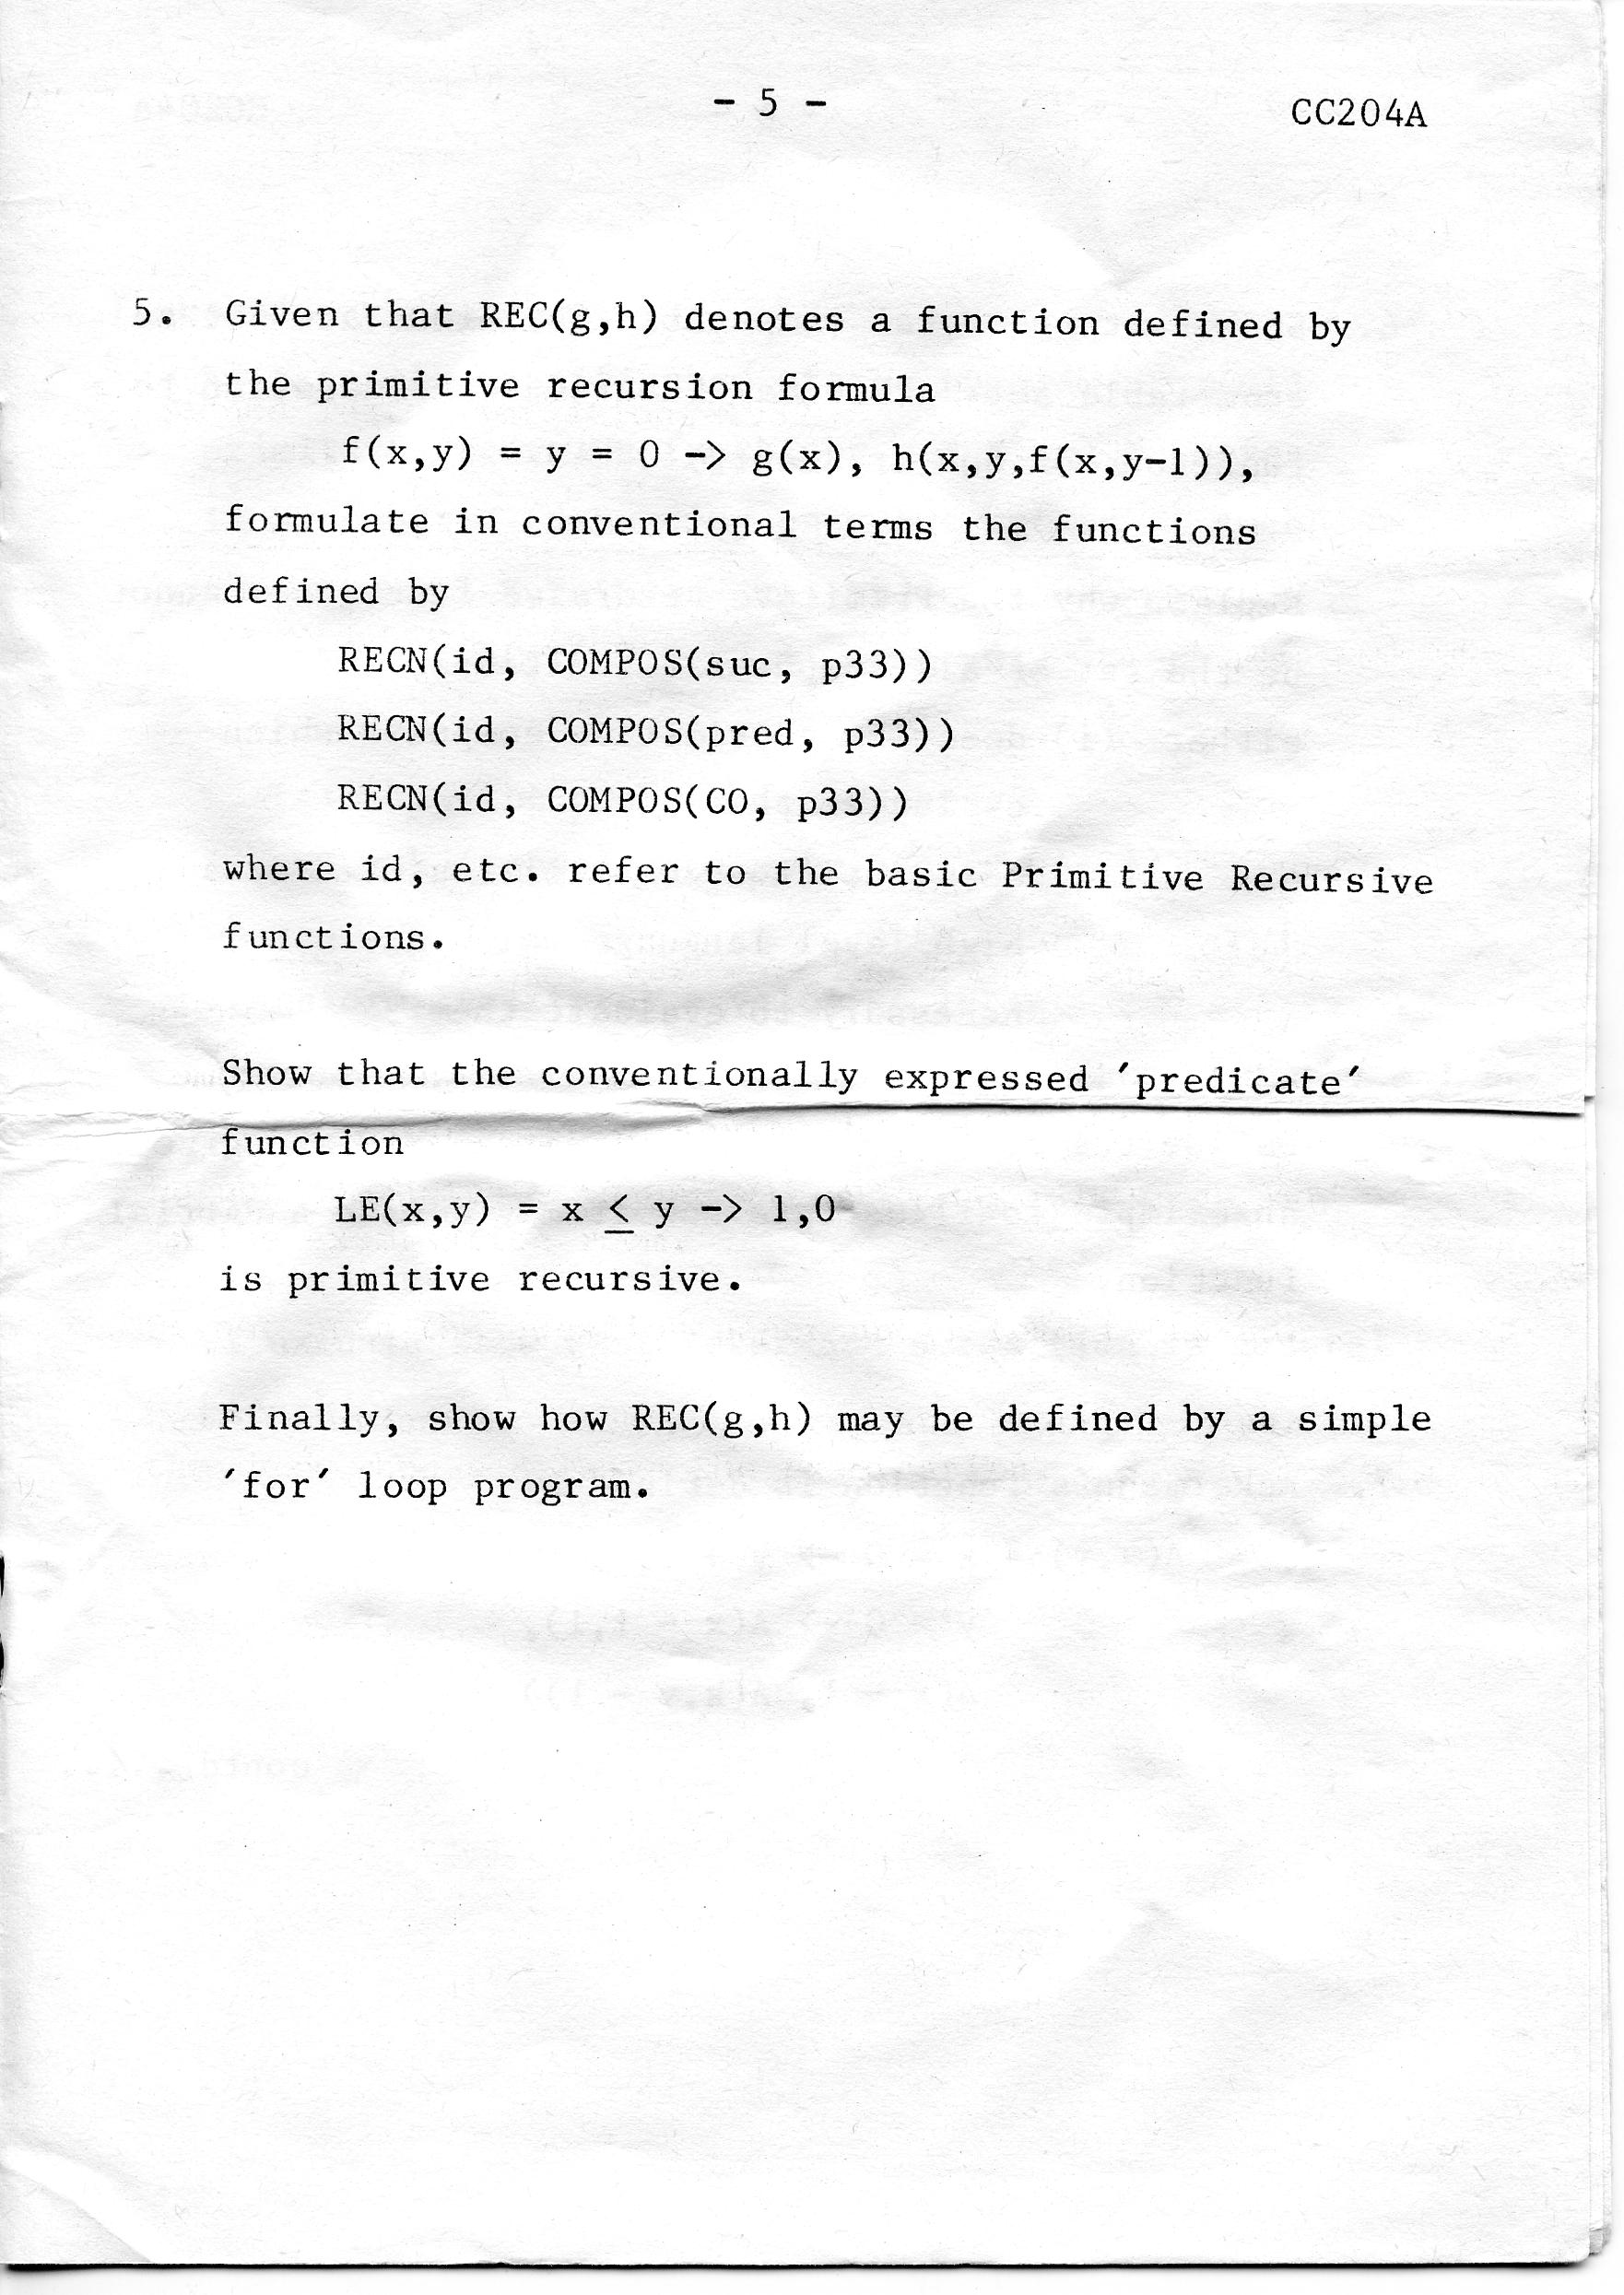 - 5 -
CC204A
5. Given that REC(g,h) denotes a function defined by
the primitive recursion formula
f(x,y) = y = 0 -> g(x), h(x,y,f(x,y-1)),
formulate in conventional terms the functions
defined by
RECN(id, COMPOS(suc, p33))
RECN(id, COMPOS(pred, p33))
RECN(id, COMPOS(CO, p33))
where id, etc. refer to the basic Primitive Recursive
functions.
Show that the conventionally expressed 'predicate'
function
LE(x,y) = x ≤ y -> 1,0
is primitive recursive.
Finally, show how REC(g,h) may be defined by a simple
'for' loop program.